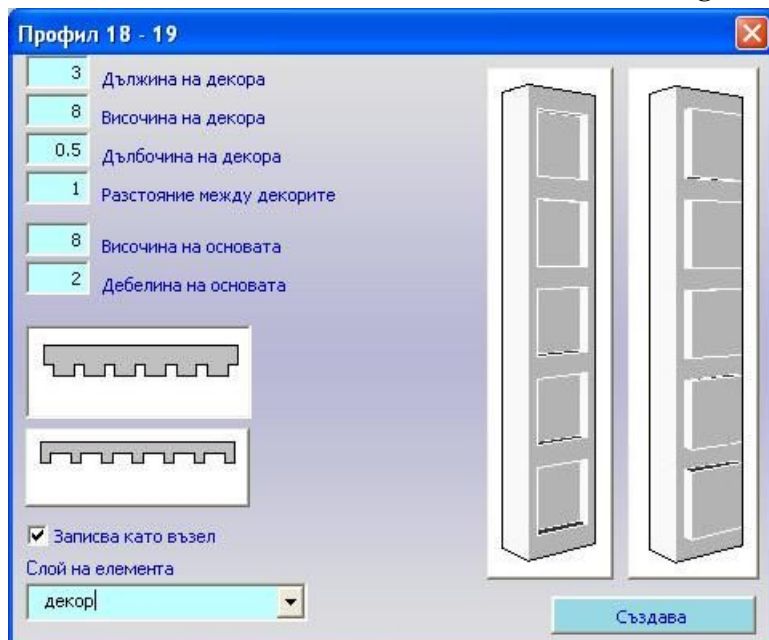 Профил 18 - 19
3 Дължина на декора
8 Височина на декора
0.5 Дълбочина на декора
1 Разстояние между декорите
8 Височина на основата
2 Дебелина на основата
Записва като възел
Слой на елемента
декор
Създава